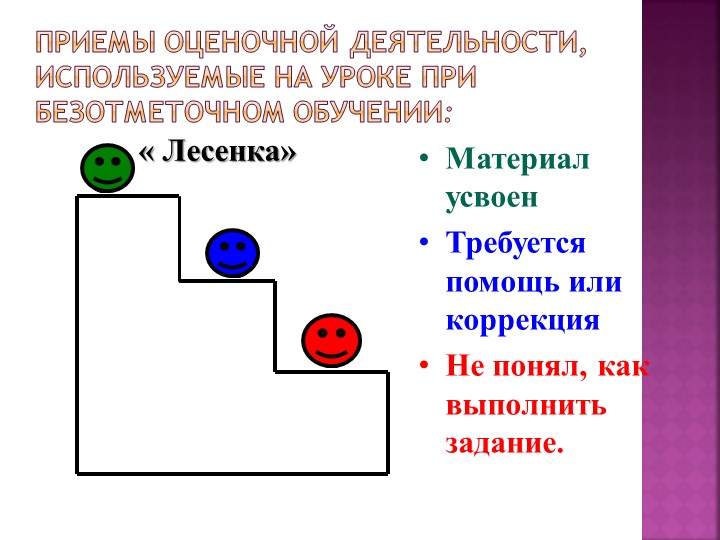 ПРИЕМЫ ОЦЕНОЧНОЙ ДЕЯТЕЛЬНОСТИ,
ИСПОЛЬЗУЕМЫЕ НА УРОКЕ ПРИ
БЕЗОТМЕТОЧНОМ ОБУЧЕНИИ:
« Лесенка»
• Материал
усвоен
• Требуется
помощь или
коррекция
• Не понял, как
выполнить
задание.